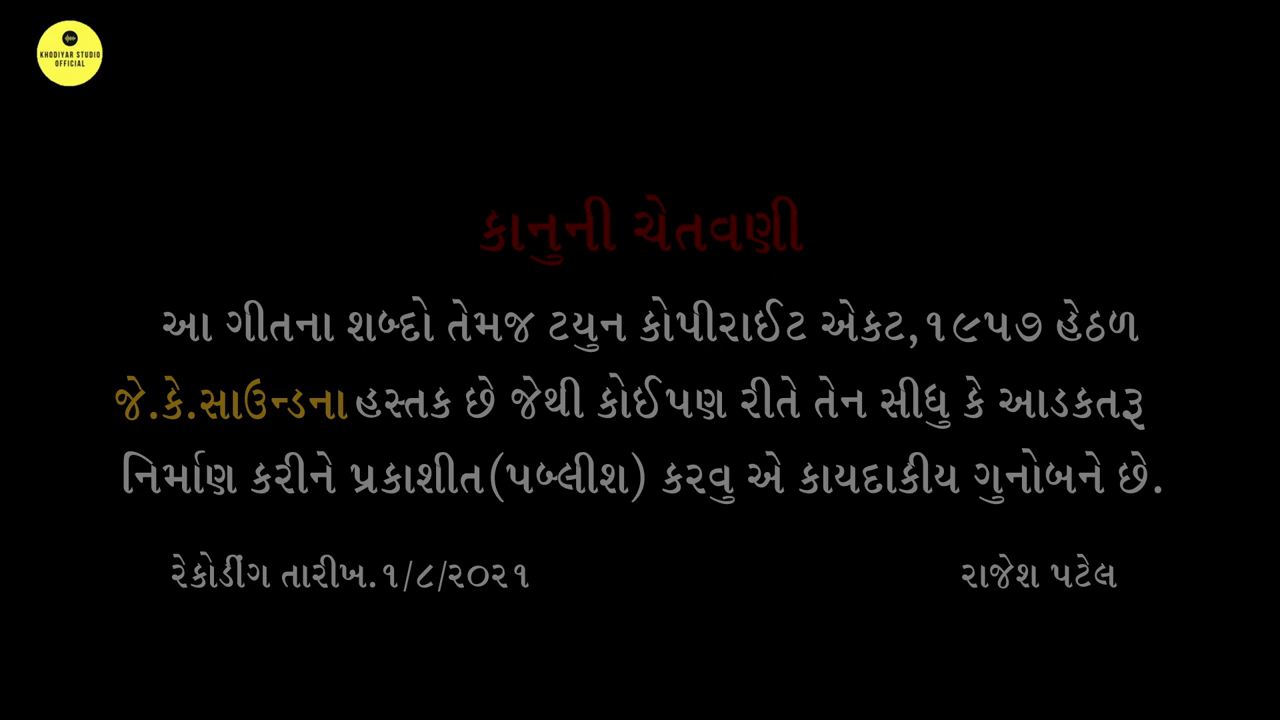 KHODIYAR STUDIO
OFFICIAL
કાનુની ચેતવણી
આ ગીતના શબ્દો તેમજ ટયુન કોપીરાઈટ એકટ,૧૯૫૭ હેઠળ
જે.કે.સાઉન્ડના હસ્તક છે જેથી કોઈપણ રીતે તેન સીધુ કે આડકતરૂ
નિર્માણ કરીને પ્રકાશીત(પબ્લીશ) કરવુ એ કાયદાકીય ગુનોબને છે.
રેકોર્ડીંગ તારીખ.૧/૮/૨૦૨૧ રાજેશ પટેલ